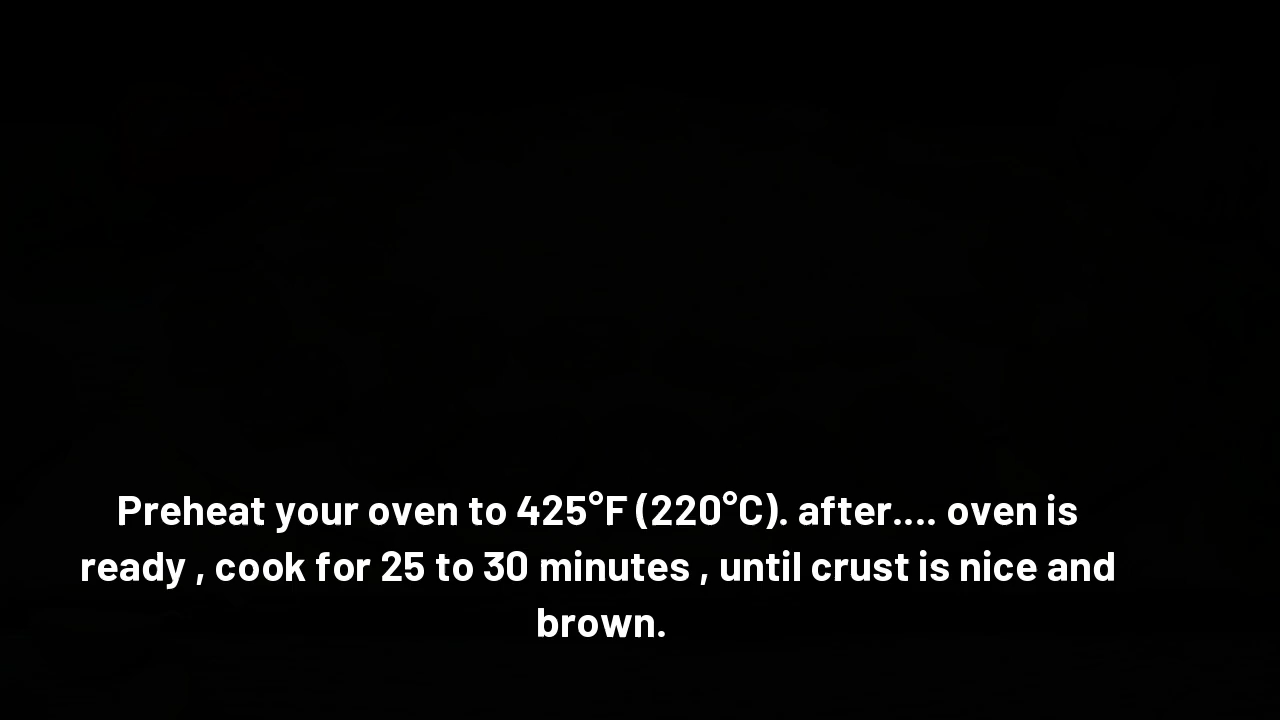 Preheat your oven to 425°F (220°C). after.... oven is
ready , cook for 25 to 30 minutes , until crust is nice and
brown.